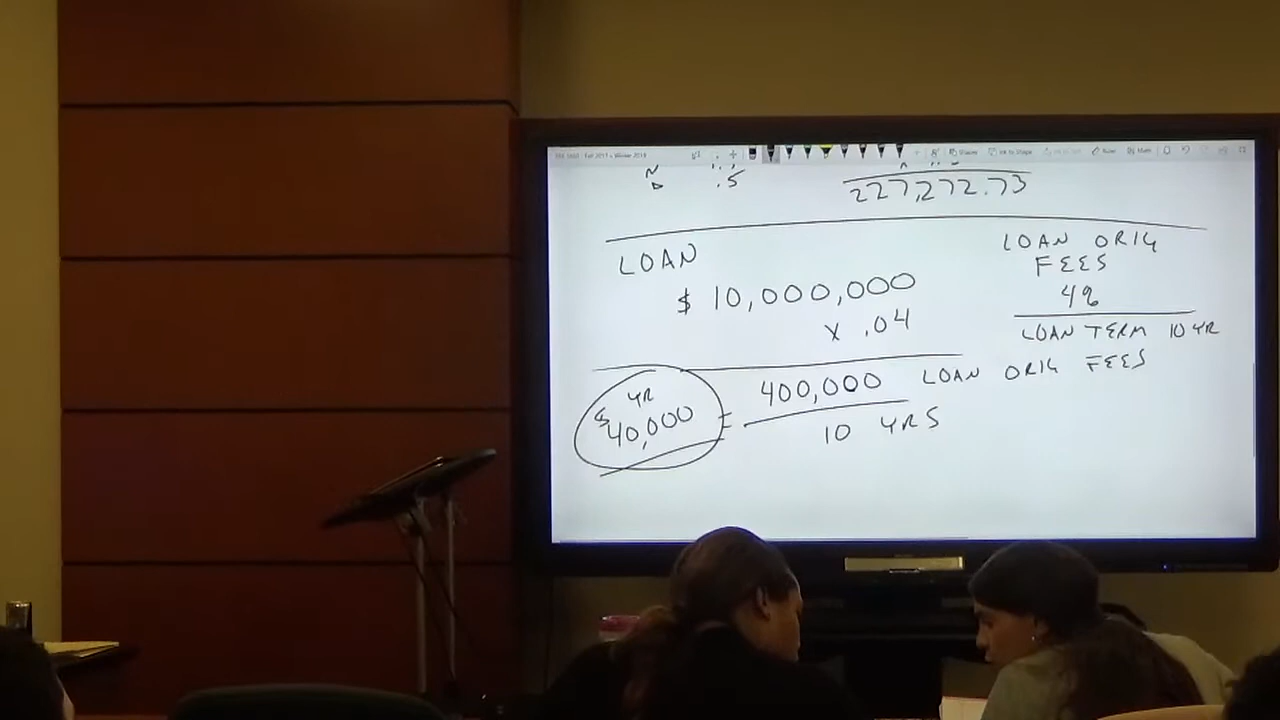 .5
227,272.73
LOAN
$ 10,000,000
X .04
LOAN ORIG
FEES
4%
LOAN TERM 10 YR
400,000 LOAN ORIG FEES
10 YRS
YR
$40,000 =